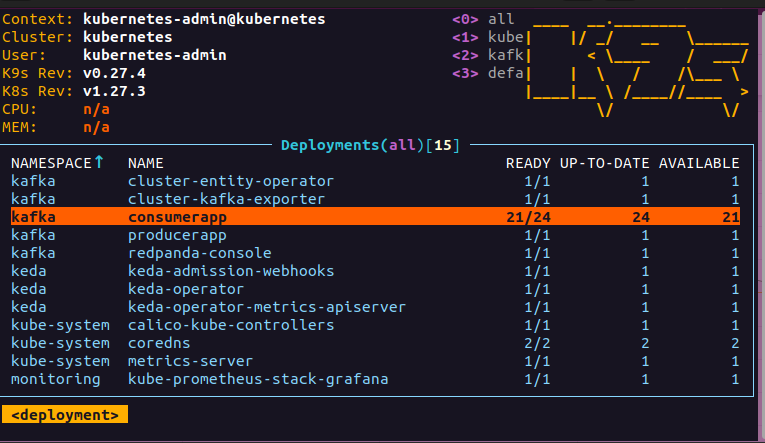 Context: kubernetes-admin@kubernetes <0> all
Cluster: kubernetes <1> kube
User: kubernetes-admin <2> kafk
K9s Rev: v0.27.4 <3> defa
K8s Rev: v1.27.3
CPU: n/a
MEM: n/a
Deployments(all)[15]
NAMESPACE↑ NAME READY UP-TO-DATE AVAILABLE
kafka cluster-entity-operator 1/1 1 1
kafka cluster-kafka-exporter 1/1 1 1
kafka consumerapp 21/24 24 21
kafka producerapp 1/1 1 1
kafka redpanda-console 1/1 1 1
keda keda-admission-webhooks 1/1 1 1
keda keda-operator 1/1 1 1
keda keda-operator-metrics-apiserver 1/1 1 1
kube-system calico-kube-controllers 1/1 1 1
kube-system coredns 2/2 2 2
kube-system metrics-server 1/1 1 1
monitoring kube-prometheus-stack-grafana 1/1 1 1
<deployment>